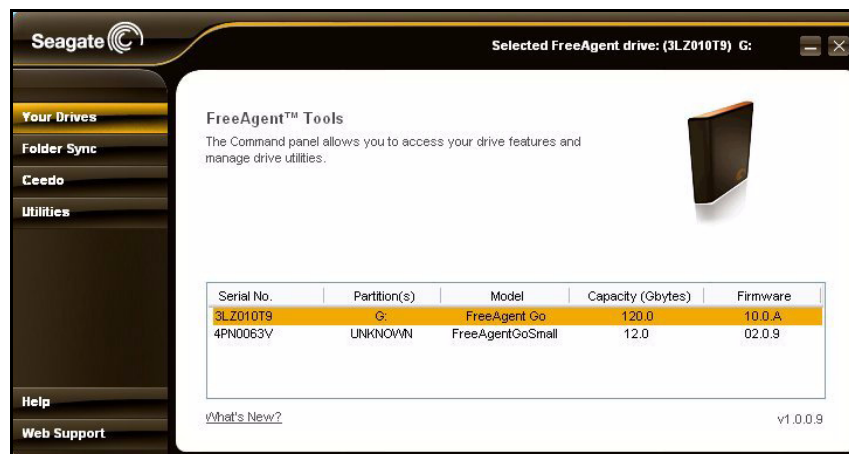 Seagate
Selected FreeAgent drive: (3LZ010T9) G:
Your Drives
Folder Sync
Ceedo
Utilities
Help
Web Support
FreeAgent™ Tools
The Command panel allows you to access your drive features and
manage drive utilities.
Serial No. Partition(s) Model Capacity (Gbytes) Firmware
3LZ010T9 G: FreeAgent Go 120.0 10.0.A
4PN0063V UNKNOWN FreeAgentGoSmall 12.0 02.0.9
What's New?
v1.0.0.9